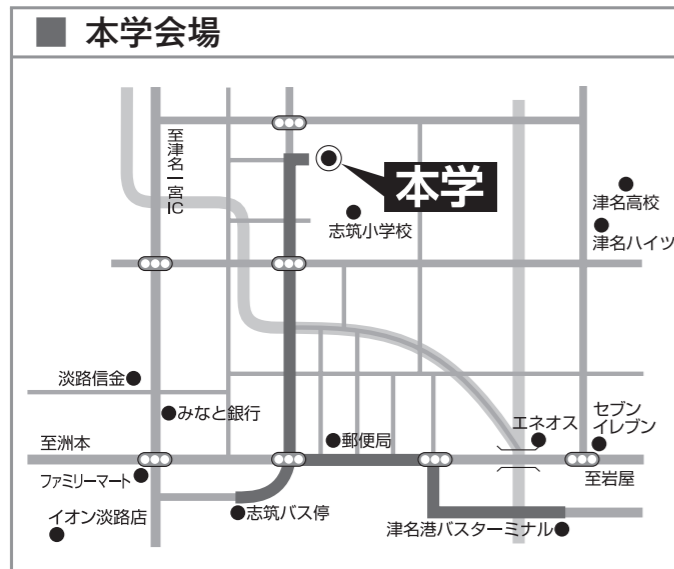 本学会場
至津名一宮IC
本学
志筑小学校
津名高校
津名ハイツ
淡路信金
みなと銀行
至洲本
郵便局
エネオス
セブン
イレブン
ファミリーマート
至岩屋
イオン淡路店
志筑バス停
津名港バスターミナル